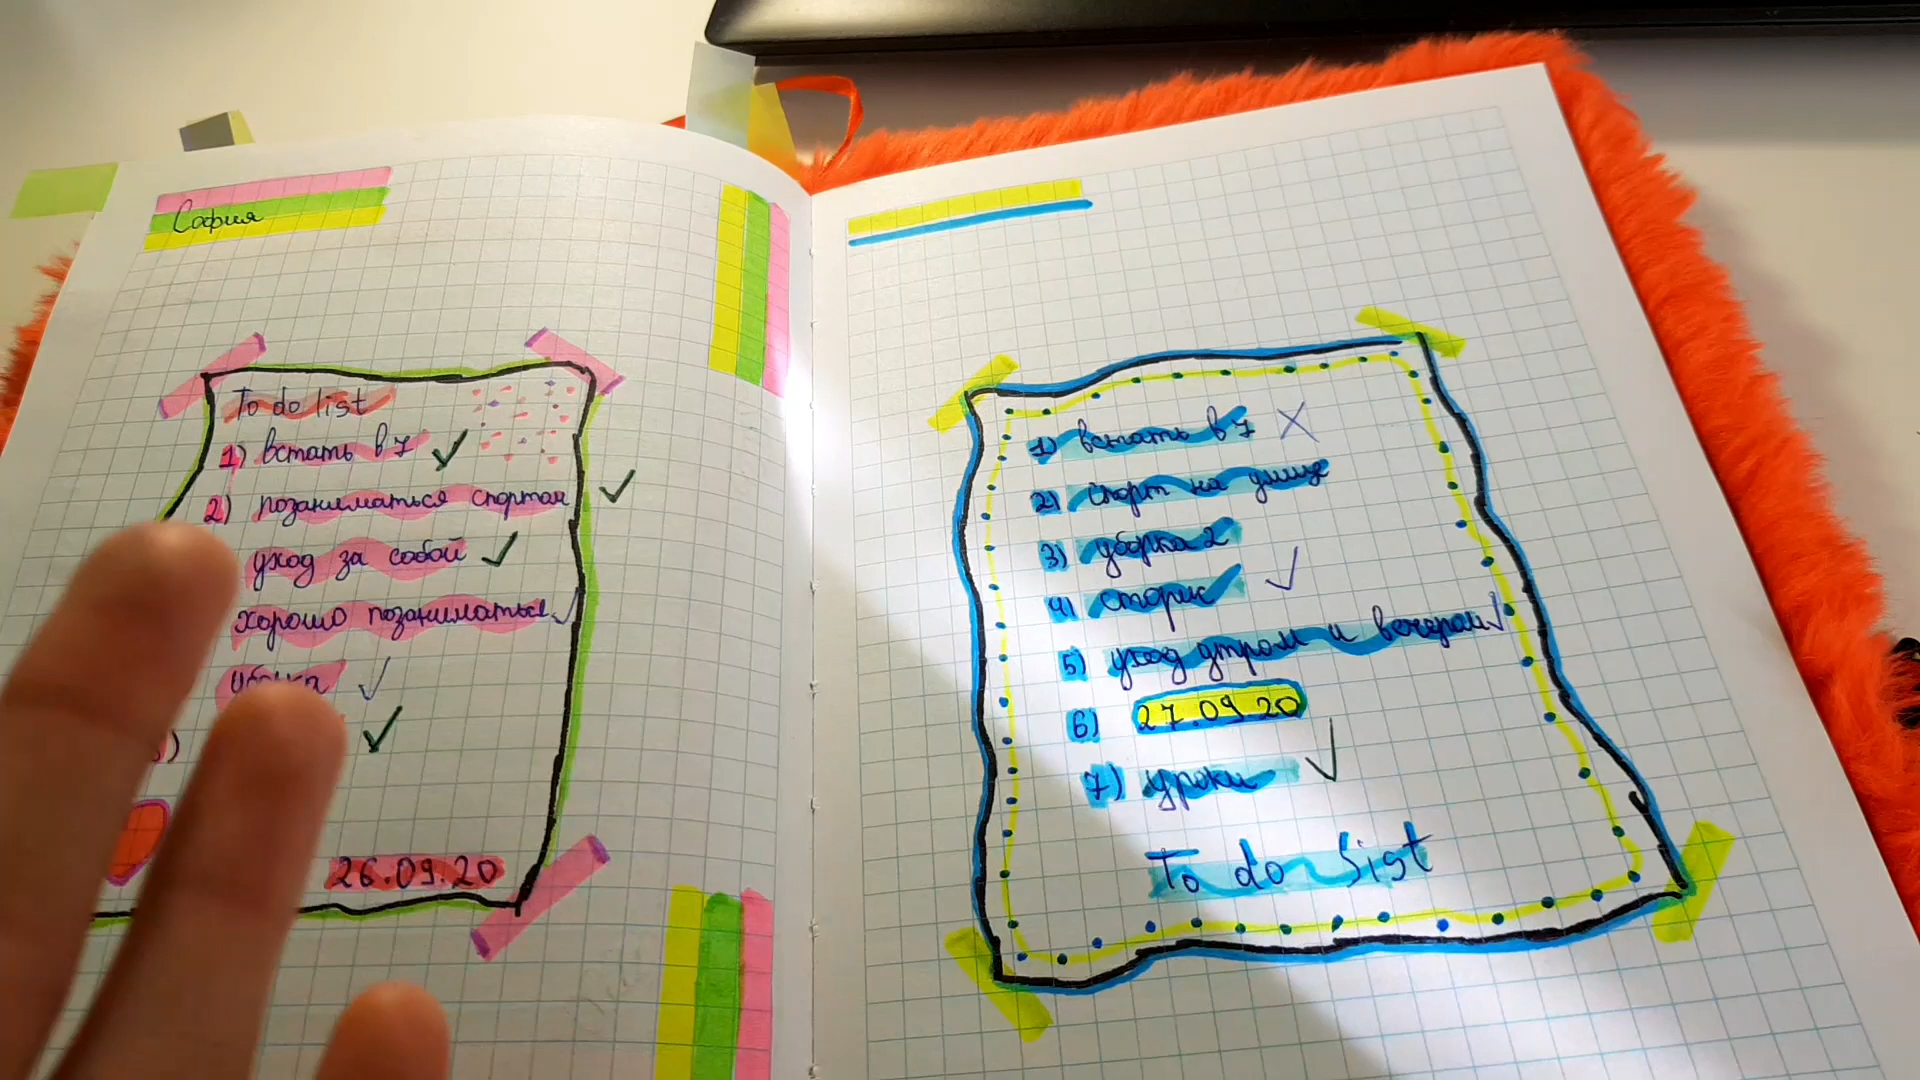 София
To do list
1) встать в 7
2) позаниматься спортом
уход за собой
хорошо позаниматься
уборка
26.09.20
1) встать в 7
2) спорт на улице
3) уборка 2
4) сторис
5) уход утром и вечером
6) 27.09.20
7) уроки
To do list